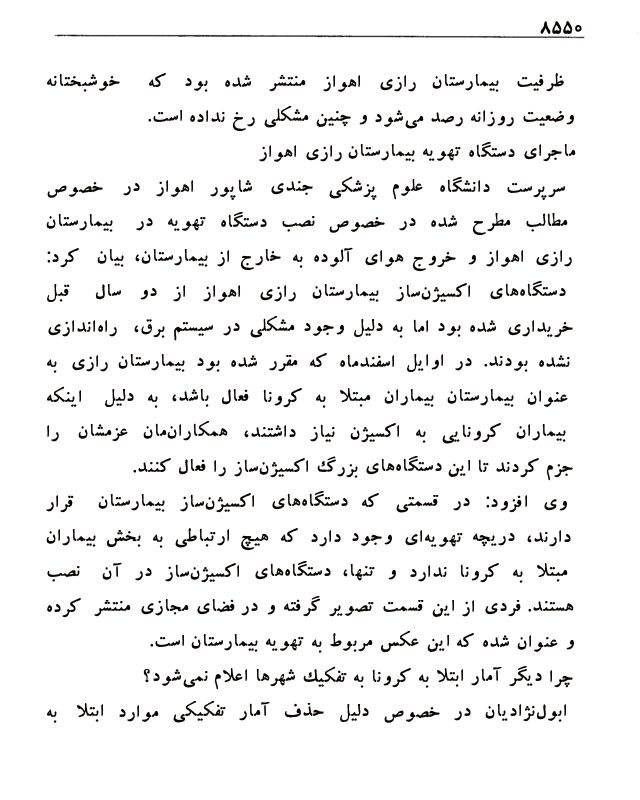 ۸۵۵۰
ظرفیت بیمارستان رازی اهواز منتشر شده بود که خوشبختانه
وضعیت روزانه رصد می‌شود و چنین مشکلی رخ نداده است.
ماجرای دستگاه تهویه بیمارستان رازی اهواز
سرپرست دانشگاه علوم پزشکی جندی شاپور اهواز در خصوص
مطالب مطرح شده در خصوص نصب دستگاه تهویه در بیمارستان
رازی اهواز و خروج هوای آلوده به خارج از بیمارستان، بیان کرد:
دستگاه‌های اکسیژن‌ساز بیمارستان رازی اهواز از دو سال قبل
خریداری شده بود اما به دلیل وجود مشکلی در سیستم برق، راه‌اندازی
نشده بودند. در اوایل اسفندماه که مقرر شده بود بیمارستان رازی به
عنوان بیمارستان بیماران مبتلا به کرونا فعال باشد، به دلیل اینکه
بیماران کرونایی به اکسیژن نیاز داشتند، همکاران‌مان عزمشان را
جزم کردند تا این دستگاه‌های بزرگ اکسیژن‌ساز را فعال کنند.
وی افزود: در قسمتی که دستگاه‌های اکسیژن‌ساز بیمارستان قرار
دارند، دریچه تهویه‌ای وجود دارد که هیچ ارتباطی به بخش بیماران
مبتلا به کرونا ندارد و تنها، دستگاه‌های اکسیژن‌ساز در آن نصب
هستند. فردی از این قسمت تصویر گرفته و در فضای مجازی منتشر کرده
و عنوان شده که این عکس مربوط به تهویه بیمارستان است.
چرا دیگر آمار ابتلا به کرونا به تفکیك شهرها اعلام نمی‌شود؟
ابول‌نژادیان در خصوص دلیل حذف آمار تفکیکی موارد ابتلا به